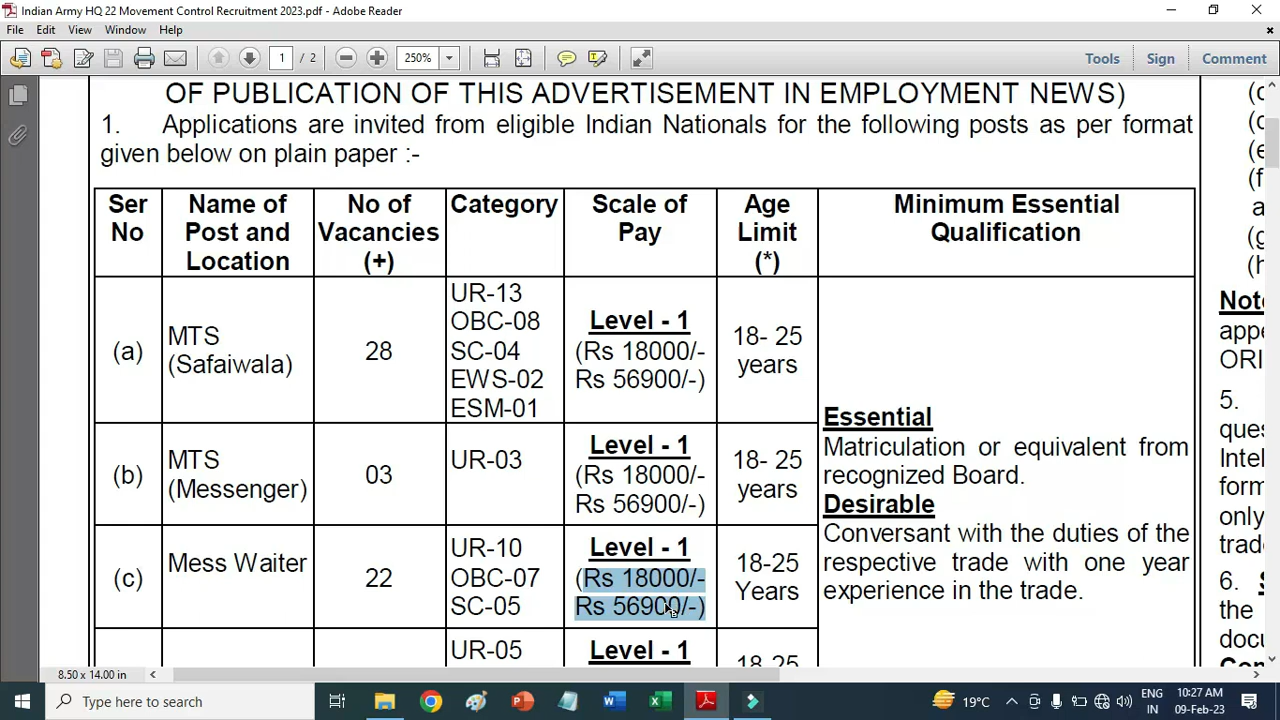 Indian Army HQ 22 Movement Control Recruitment 2023.pdf - Adobe Reader
File Edit View Window Help
1 / 2 250% Tools Sign Comment
OF PUBLICATION OF THIS ADVERTISEMENT IN EMPLOYMENT NEWS)
1. Applications are invited from eligible Indian Nationals for the following posts as per format
given below on plain paper :-
Ser No Name of Post and Location No of Vacancies (+) Category Scale of Pay Age Limit (*) Minimum Essential Qualification
(a) MTS (Safaiwala) 28 UR-13 OBC-08 SC-04 EWS-02 ESM-01 Level - 1 (Rs 18000/- Rs 56900/-) 18- 25 years
(b) MTS (Messenger) 03 UR-03 Level - 1 (Rs 18000/- Rs 56900/-) 18- 25 years
(c) Mess Waiter 22 UR-10 OBC-07 SC-05 Level - 1 (Rs 18000/- Rs 56900/-) 18-25 Years
UR-05 Level - 1 18-25
Essential
Matriculation or equivalent from
recognized Board.
Desirable
Conversant with the duties of the
respective trade with one year
experience in the trade.
(g
5.
6.
the
8.50 x 14.00 in
Type here to search
19°C
ENG
IN
10:27 AM
09-Feb-23